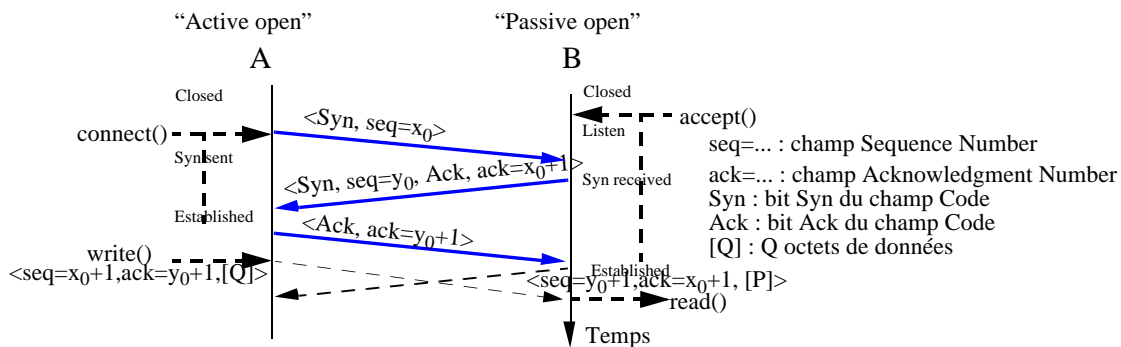 “Active open”
“Passive open”
A
B
Closed
Closed
connect()
<Syn, seq=x0>
accept()
Listen
seq=... : champ Sequence Number
Syn sent
<Syn, seq=y0, Ack, ack=x0+1>
Syn received
ack=... : champ Acknowledgment Number
Syn : bit Syn du champ Code
Established
<Ack, ack=y0+1>
Ack : bit Ack du champ Code
[Q] : Q octets de données
write()
Established
<seq=x0+1,ack=y0+1,[Q]>
<seq=y0+1,ack=x0+1, [P]>
read()
Temps